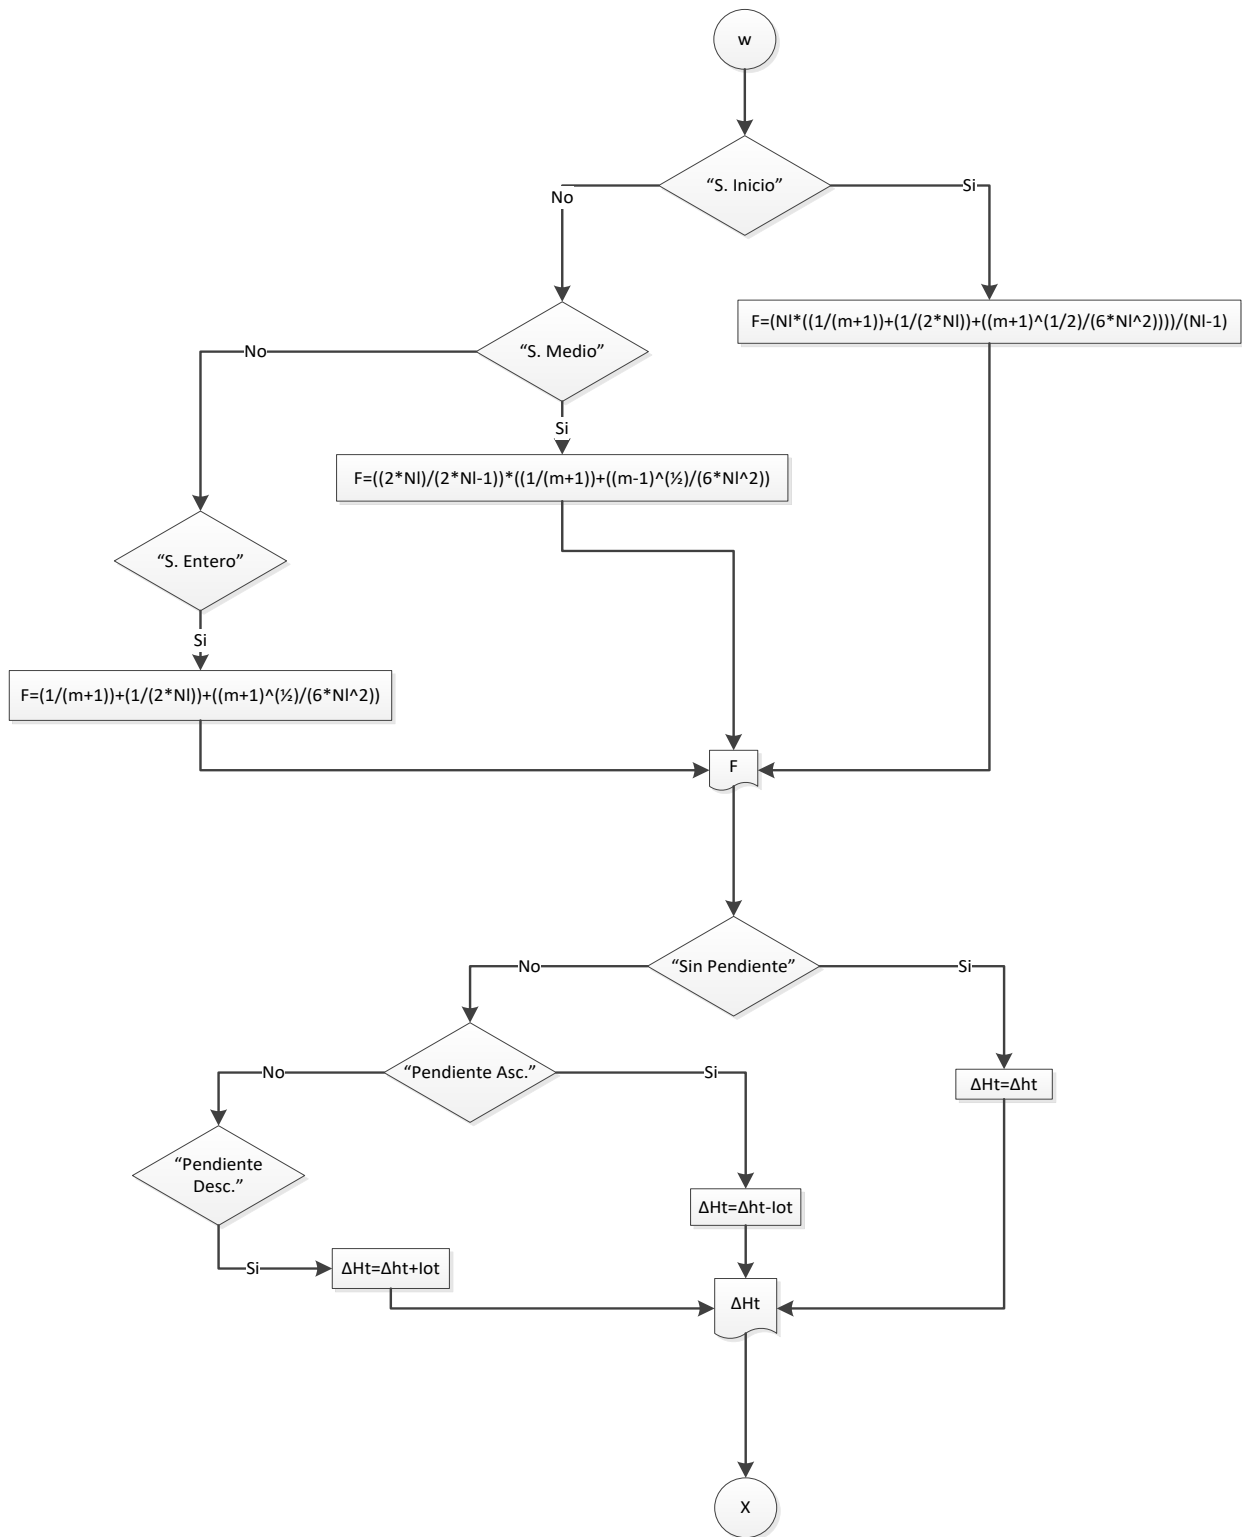 w
“S. Inicio”
No
Si
F=(Nl*((1/(m+1))+(1/(2*Nl))+((m+1)^(1/2)/(6*Nl^2))))/(Nl-1)
“S. Medio”
No
Si
F=((2*Nl)/(2*Nl-1))*((1/(m+1))+((m-1)^(½)/(6*Nl^2))
“S. Entero”
Si
F=(1/(m+1))+(1/(2*Nl))+((m+1)^(½)/(6*Nl^2))
F
“Sin Pendiente”
No
Si
“Pendiente Asc.”
No
Si
ΔHt=Δht
“Pendiente
Desc.”
ΔHt=Δht-Iot
Si
ΔHt=Δht+Iot
ΔHt
X